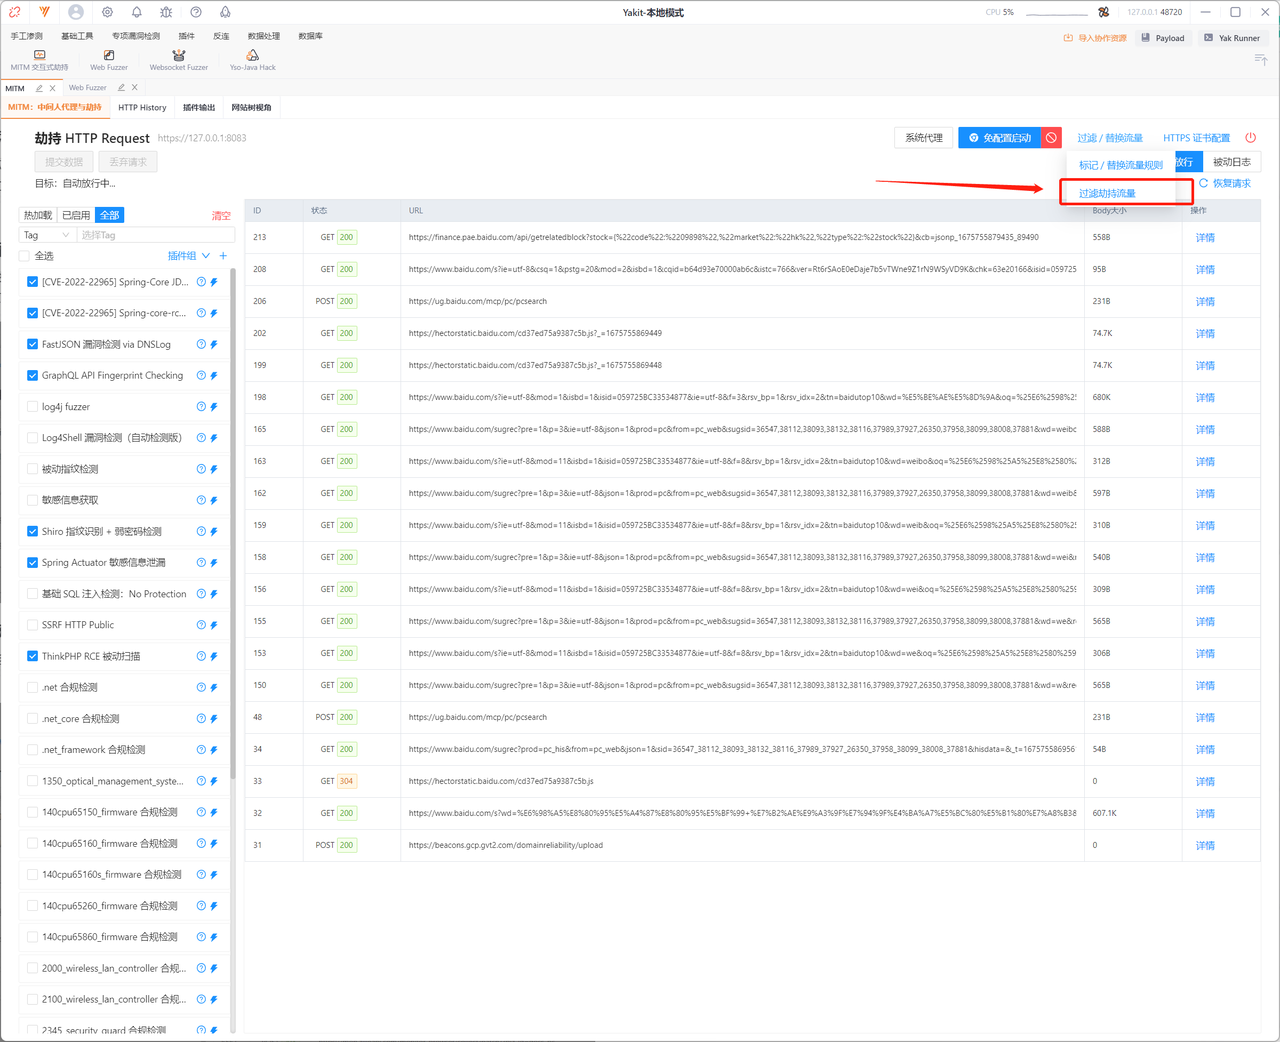 Yakit-本地模式
CPU 5%
127.0.0.1:48720
手工渗测 基础工具 专项漏洞检测 插件 反连 数据处理 数据库
导入协作资源 Payload Yak Runner
MITM 交互式劫持 Web Fuzzer Websocket Fuzzer Yso-Java Hack
MITM Web Fuzzer
MITM：中间人代理与劫持 HTTP History 插件输出 网站树视角
劫持 HTTP Request https://127.0.0.1:8083
系统代理 免配置启动 过滤 / 替换流量 HTTPS 证书配置
提交数据 丢弃请求
标记 / 替换流量规则 放行 被动日志
目标：自动放行中...
过滤劫持流量 恢复请求
热加载 已启用 全部 清空
Tag 选择Tag
全选 插件组
[CVE-2022-22965] Spring-Core JD...
[CVE-2022-22965] Spring-core-rc...
FastJSON 漏洞检测 via DNSLog
GraphQL API Fingerprint Checking
log4j fuzzer
Log4Shell 漏洞检测（自动检测版）
被动指纹检测
敏感信息获取
Shiro 指纹识别 + 弱密码检测
Spring Actuator 敏感信息泄漏
基础 SQL 注入检测：No Protection
SSRF HTTP Public
ThinkPHP RCE 被动扫描
.net 合规检测
.net_core 合规检测
.net_framework 合规检测
1350_optical_management_syste...
140cpu65150_firmware 合规检测
140cpu65160_firmware 合规检测
140cpu65160s_firmware 合规检测
140cpu65260_firmware 合规检测
140cpu65860_firmware 合规检测
2000_wireless_lan_controller 合规...
2100_wireless_lan_controller 合规...
2345_security_guard 合规检测
ID 状态 URL Body大小 操作
213 GET 200 https://finance.pae.baidu.com/api/getrelatedblock?stock={%22code%22:%2209898%22,%22market%22:%22hk%22,%22type%22:%22stock%22}&cb=jsonp_1675755879435_89490 558B 详情
208 GET 200 https://www.baidu.com/s?ie=utf-8&csq=1&pstg=20&mod=2&isbd=1&cqid=b64d93e70000ab6c&istc=766&ver=Rt6rSAoE0eDaje7b5vTWne9Z1rN9WSyVD9K&chk=63e20166&isid=059725 95B 详情
206 POST 200 https://ug.baidu.com/mcp/pc/pcsearch 231B 详情
202 GET 200 https://hectorstatic.baidu.com/cd37ed75a9387c5b.js?_=1675755869449 74.7K 详情
199 GET 200 https://hectorstatic.baidu.com/cd37ed75a9387c5b.js?_=1675755869448 74.7K 详情
198 GET 200 https://www.baidu.com/s?ie=utf-8&mod=1&isbd=1&isid=059725BC33534877&ie=utf-8&f=3&rsv_bp=1&rsv_idx=2&tn=baidutop10&wd=%E5%8E%AE%E5%8D%9A&oq=%25E6%2598%25 680K 详情
165 GET 200 https://www.baidu.com/sugrec?pre=1&p=3&ie=utf-8&json=1&prod=pc&from=pc_web&sugsid=36547,38112,38093,38132,38116,37989,37927,26350,37958,38099,38008,37881&wd=weibc 588B 详情
163 GET 200 https://www.baidu.com/s?ie=utf-8&mod=11&isbd=1&isid=059725BC33534877&ie=utf-8&f=8&rsv_bp=1&rsv_idx=2&tn=baidutop10&wd=weibo&oq=%25E6%2598%25A5%25E8%2580% 312B 详情
162 GET 200 https://www.baidu.com/sugrec?pre=1&p=3&ie=utf-8&json=1&prod=pc&from=pc_web&sugsid=36547,38112,38093,38132,38116,37989,37927,26350,37958,38099,38008,37881&wd=weib& 597B 详情
159 GET 200 https://www.baidu.com/s?ie=utf-8&mod=11&isbd=1&isid=059725BC33534877&ie=utf-8&f=8&rsv_bp=1&rsv_idx=2&tn=baidutop10&wd=weib&oq=%25E6%2598%25A5%25E8%2580%25 310B 详情
158 GET 200 https://www.baidu.com/sugrec?pre=1&p=3&ie=utf-8&json=1&prod=pc&from=pc_web&sugsid=36547,38112,38093,38132,38116,37989,37927,26350,37958,38099,38008,37881&wd=wei& 540B 详情
156 GET 200 https://www.baidu.com/s?ie=utf-8&mod=11&isbd=1&isid=059725BC33534877&ie=utf-8&f=8&rsv_bp=1&rsv_idx=2&tn=baidutop10&wd=wei&oq=%25E6%2598%25A5%25E8%2580%259 309B 详情
155 GET 200 https://www.baidu.com/sugrec?pre=1&p=3&ie=utf-8&json=1&prod=pc&from=pc_web&sugsid=36547,38112,38093,38132,38116,37989,37927,26350,37958,38099,38008,37881&wd=we& 565B 详情
153 GET 200 https://www.baidu.com/s?ie=utf-8&mod=11&isbd=1&isid=059725BC33534877&ie=utf-8&f=8&rsv_bp=1&rsv_idx=2&tn=baidutop10&wd=we&oq=%25E6%2598%25A5%25E8%2580%259 306B 详情
150 GET 200 https://www.baidu.com/sugrec?pre=1&p=3&ie=utf-8&json=1&prod=pc&from=pc_web&sugsid=36547,38112,38093,38132,38116,37989,37927,26350,37958,38099,38008,37881&wd=w&re 565B 详情
48 POST 200 https://ug.baidu.com/mcp/pc/pcsearch 231B 详情
34 GET 200 https://www.baidu.com/sugrec?prod=pc_his&from=pc_web&json=1&sid=36547_38112_38093_38132_38116_37989_37927_26350_37958_38099_38008_37881&hisdata=&_t=167575586956 54B 详情
33 GET 304 https://hectorstatic.baidu.com/cd37ed75a9387c5b.js 0 详情
32 GET 200 https://www.baidu.com/s?wd=%E6%98%A5%E8%80%95%E5%A4%87%E8%80%95%E5%BF%99+%E7%B2%AE%E9%A3%9F%E7%94%9F%E4%BA%A7%E5%BC%80%E5%B1%80%E7%A8%B3& 607.1K 详情
31 POST 200 https://beacons.gcp.gvt2.com/domainreliability/upload 0 详情